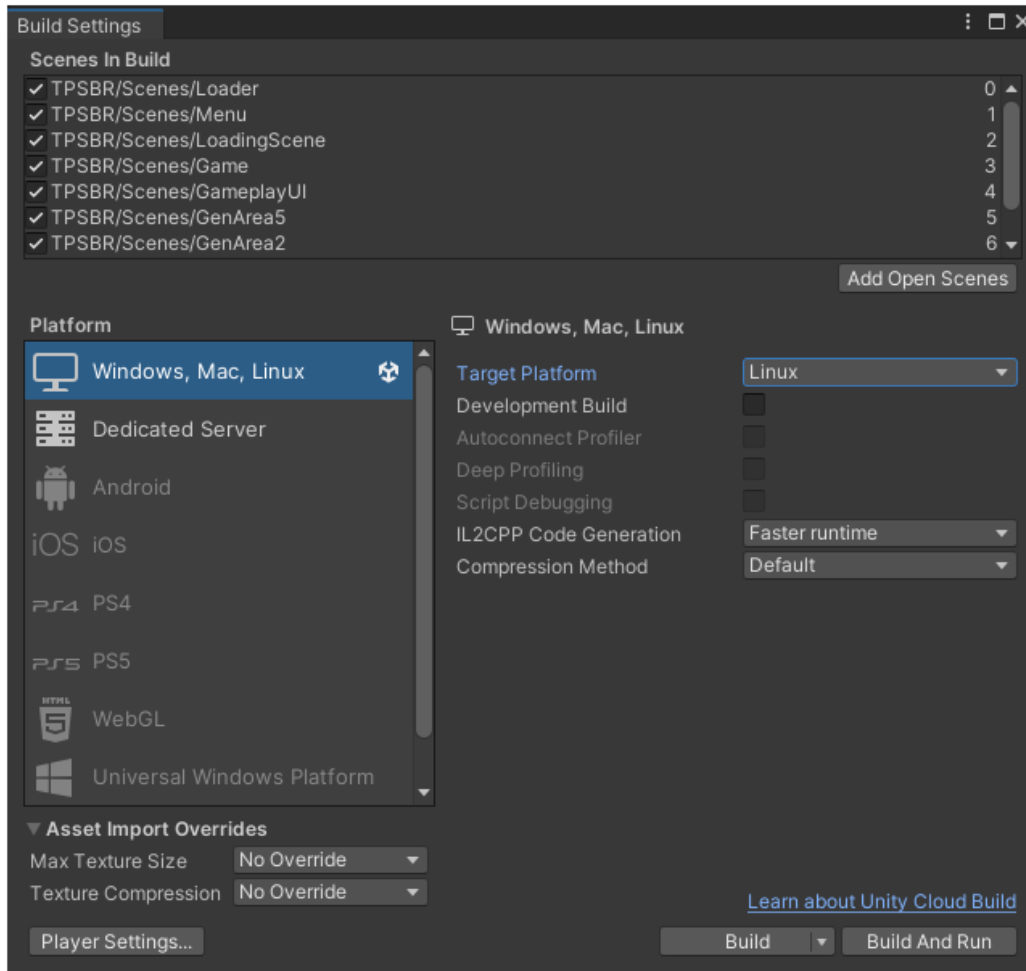 Build Settings
Scenes In Build
TPSBR/Scenes/Loader 0
TPSBR/Scenes/Menu 1
TPSBR/Scenes/LoadingScene 2
TPSBR/Scenes/Game 3
TPSBR/Scenes/GameplayUI 4
TPSBR/Scenes/GenArea5 5
TPSBR/Scenes/GenArea2 6
Add Open Scenes
Platform
Windows, Mac, Linux
Dedicated Server
Android
iOS iOS
PS4 PS4
PS5 PS5
HTML
5 WebGL
Universal Windows Platform
Windows, Mac, Linux
Target Platform Linux
Development Build
Autoconnect Profiler
Deep Profiling
Script Debugging
IL2CPP Code Generation Faster runtime
Compression Method Default
Asset Import Overrides
Max Texture Size No Override
Texture Compression No Override
Learn about Unity Cloud Build
Player Settings... Build Build And Run